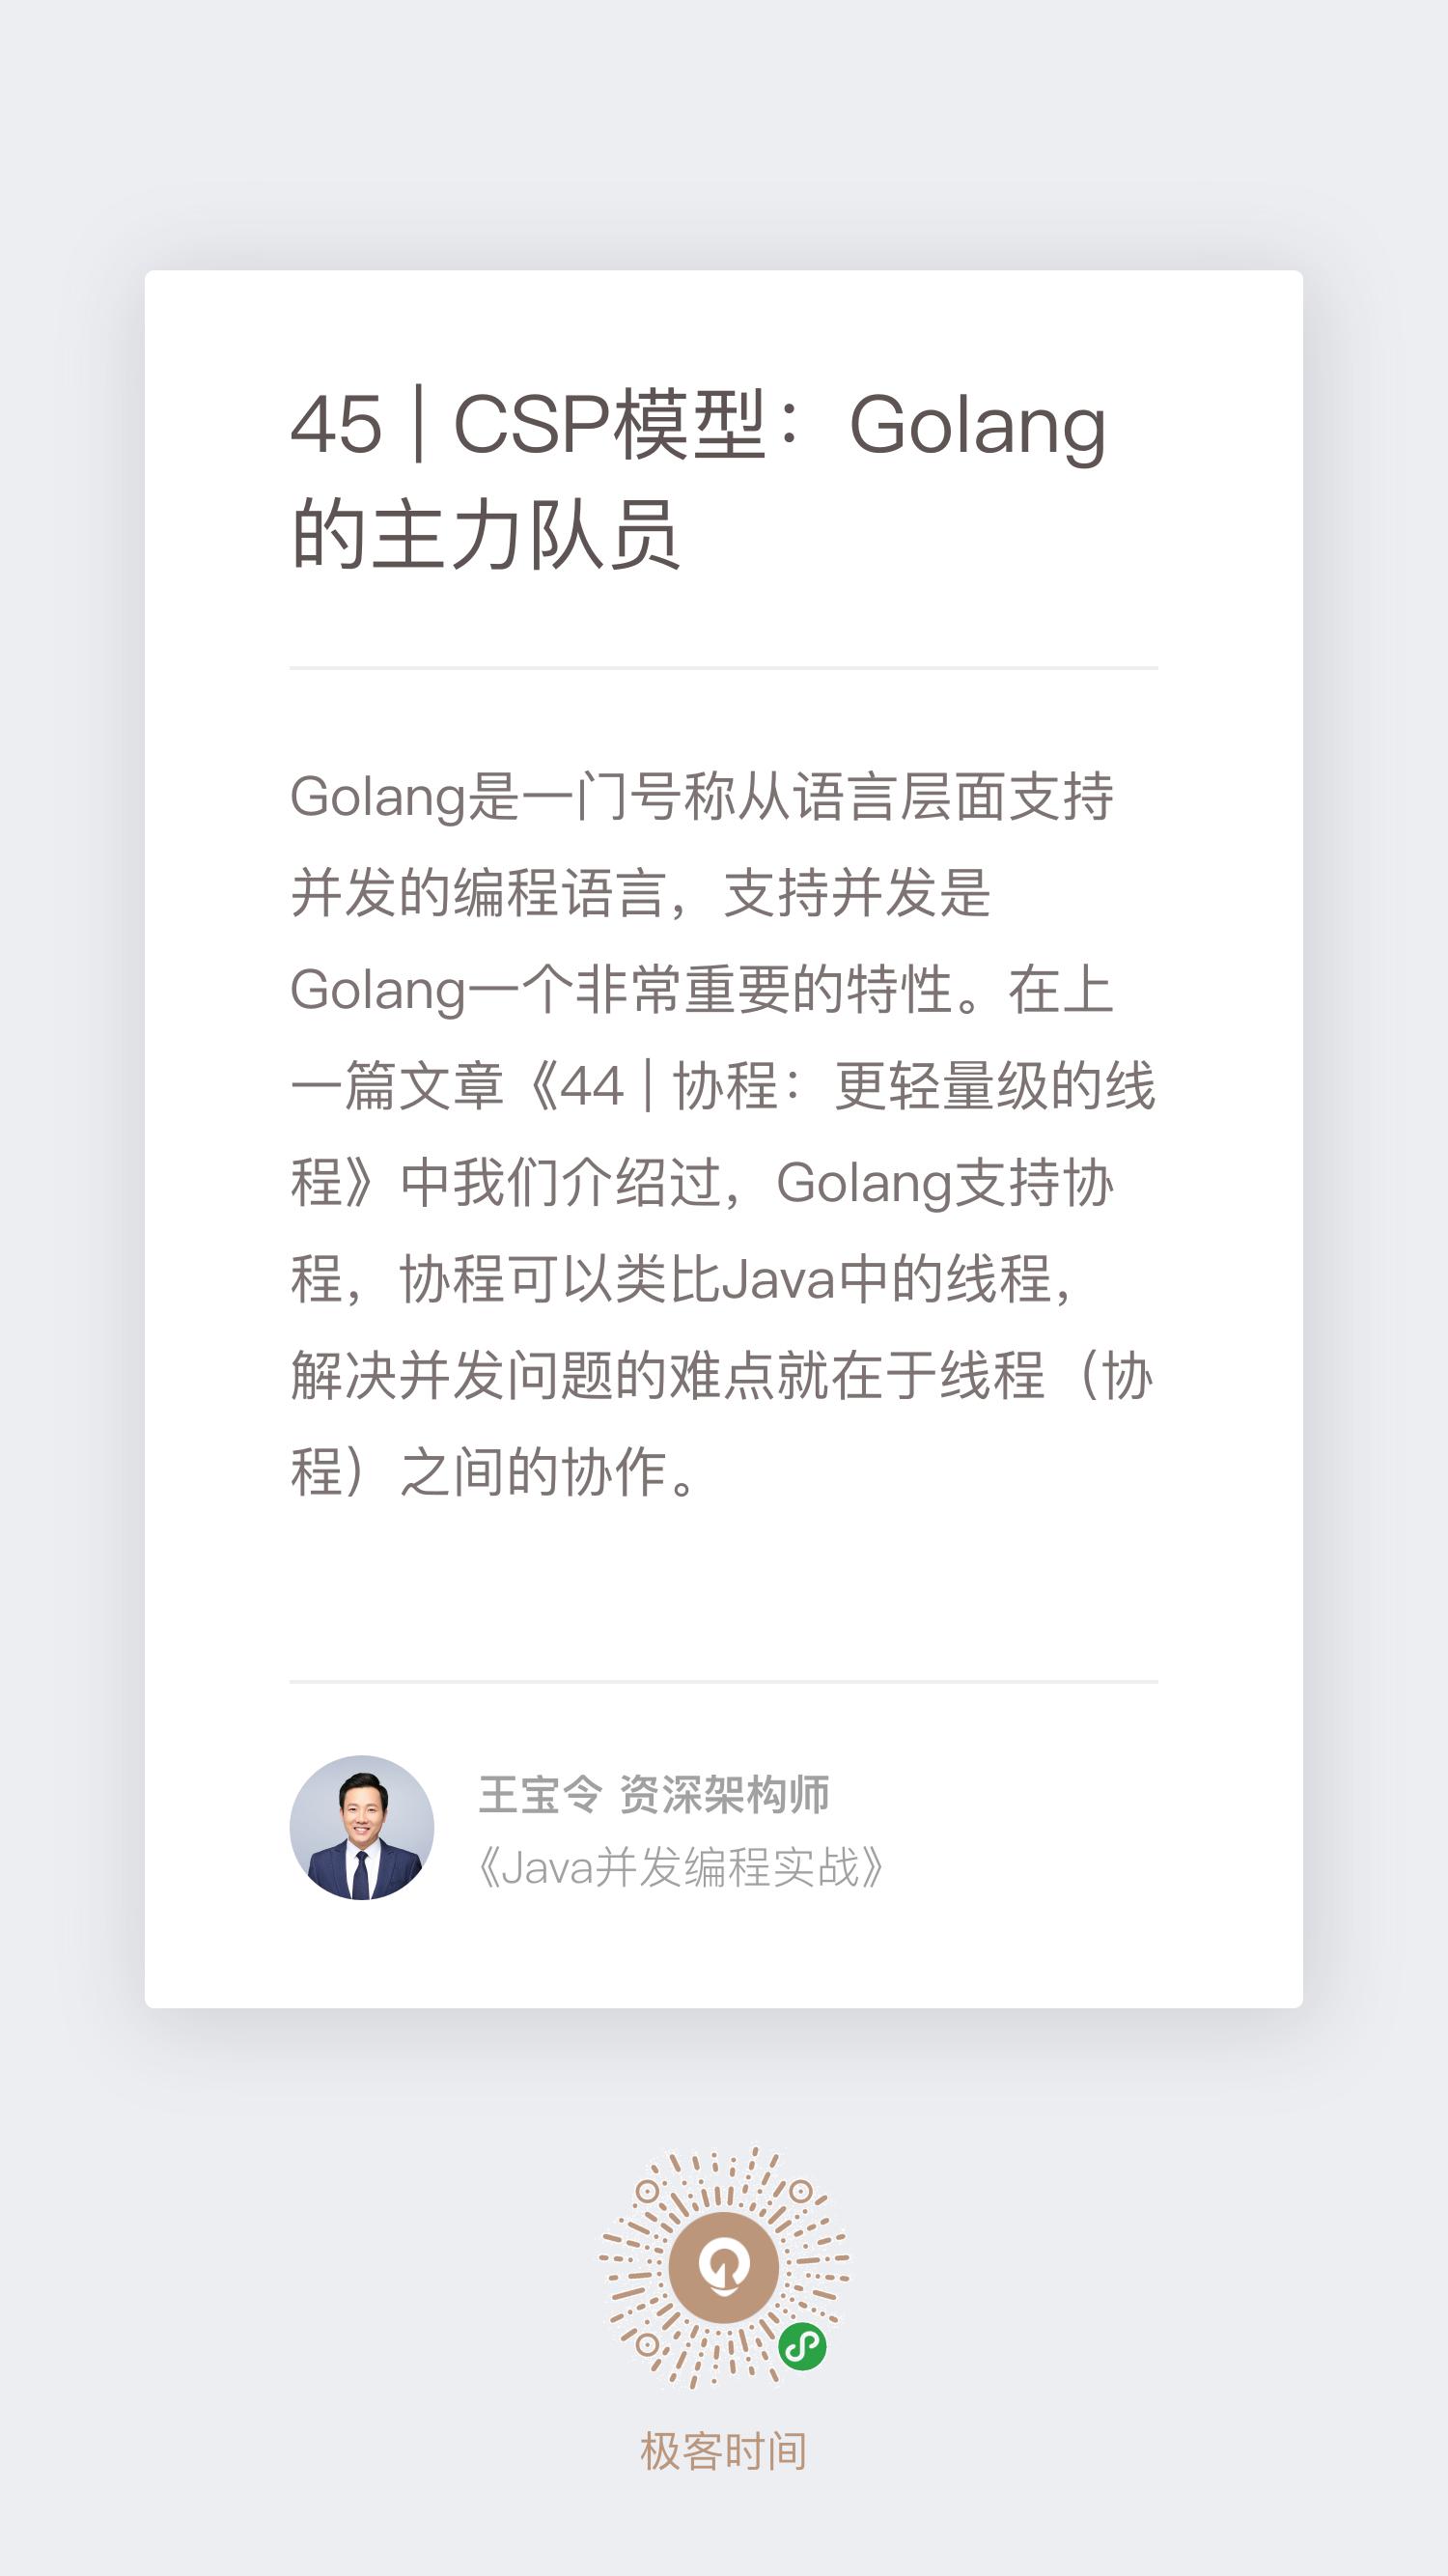 45 | CSP模型：Golang
的主力队员
Golang是一门号称从语言层面支持
并发的编程语言，支持并发是
Golang一个非常重要的特性。在上
一篇文章《44 | 协程：更轻量级的线
程》中我们介绍过，Golang支持协
程，协程可以类比Java中的线程，
解决并发问题的难点就在于线程（协
程）之间的协作。
王宝令 资深架构师
《Java并发编程实战》
极客时间